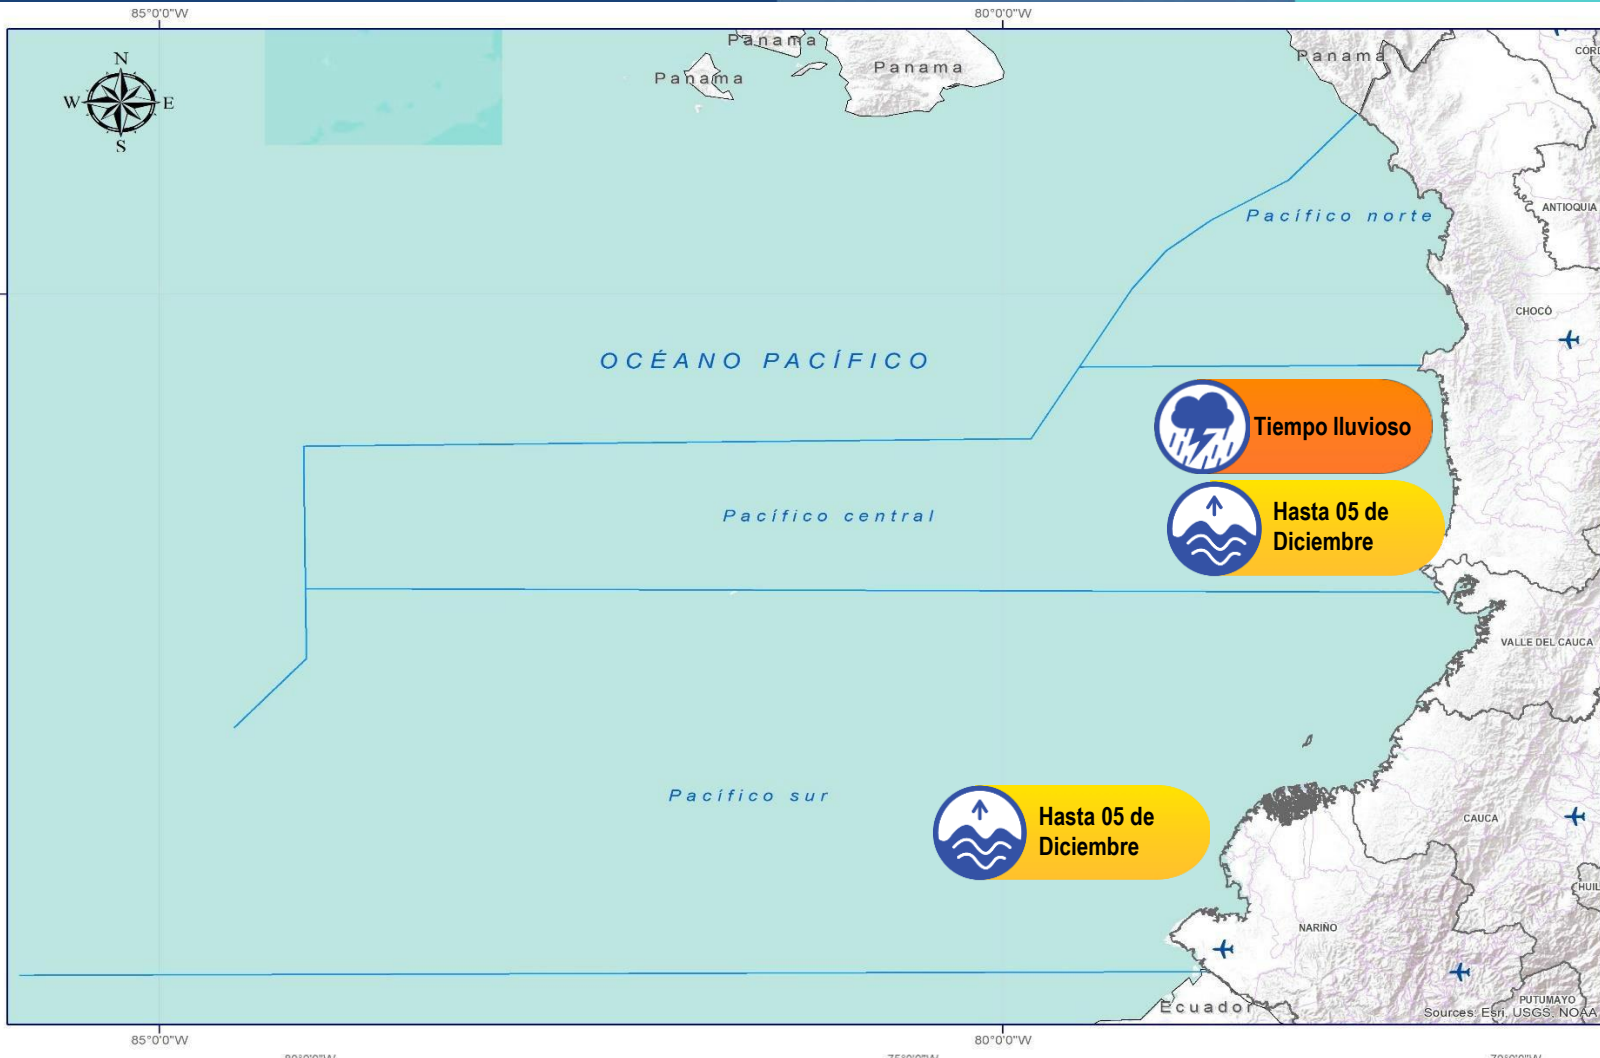 85°0'0"W
80°0'0"W
N
W
E
S
Panama
Panama
Panama
Panama
ANTIOQUIA
Pacífico norte
CHOCÓ
OCÉANO PACÍFICO
Tiempo lluvioso
Pacífico central
Hasta 05 de
Diciembre
VALLE DEL CAUCA
Pacífico sur
Hasta 05 de
Diciembre
CAUCA
NARIÑO
PUTUMAYO
Ecuador
Sources: Esri, USGS, NOAA
85°0'0"W
80°0'0"W